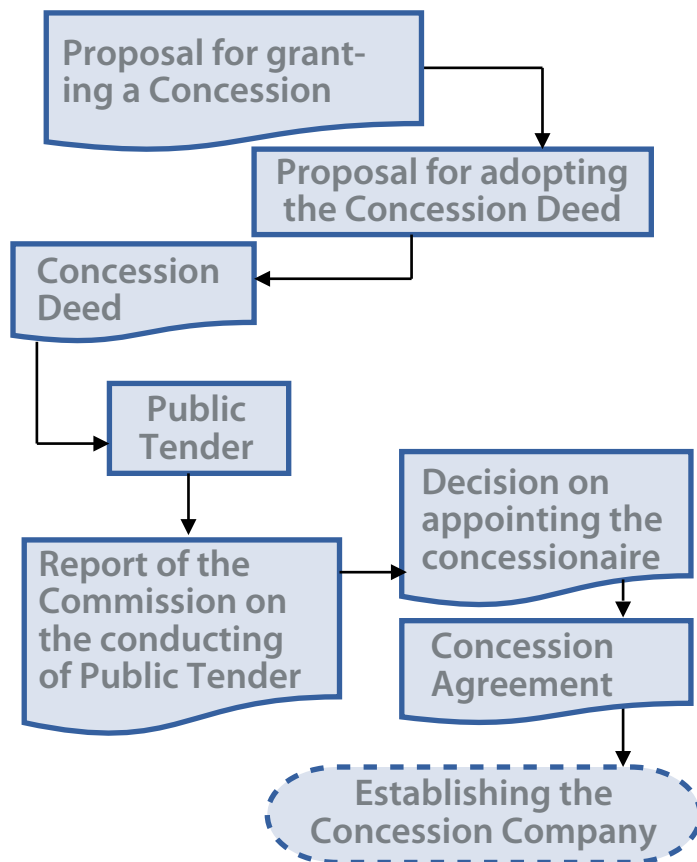 Proposal for grant-
ing a Concession
Proposal for adopting
the Concession Deed
Concession
Deed
Public
Tender
Report of the
Commission on
the conducting
of Public Tender
Decision on
appointing the
concessionaire
Concession
Agreement
Establishing the
Concession Company